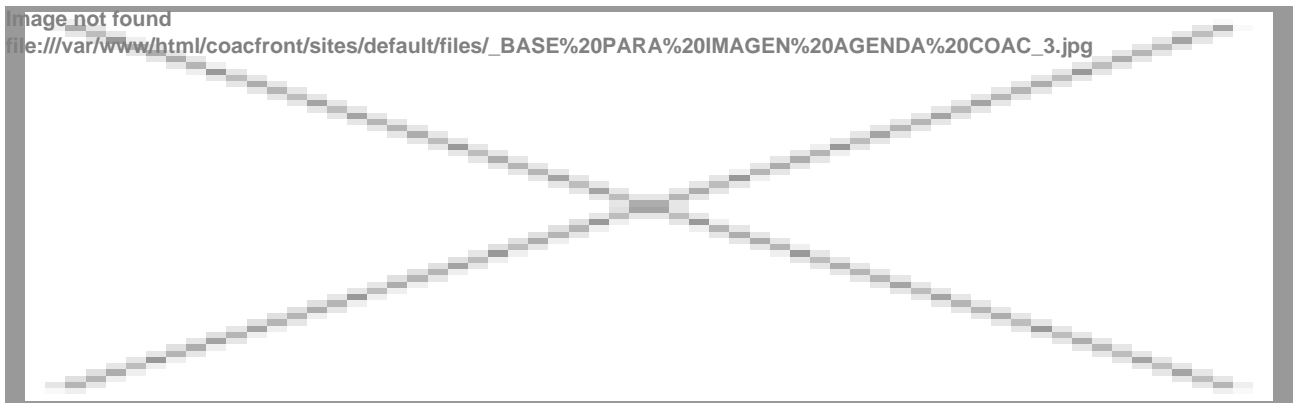 Image not found
file:///var/www/html/coacfront/sites/default/files/_BASE%20PARA%20IMAGEN%20AGENDA%20COAC_3.jpg